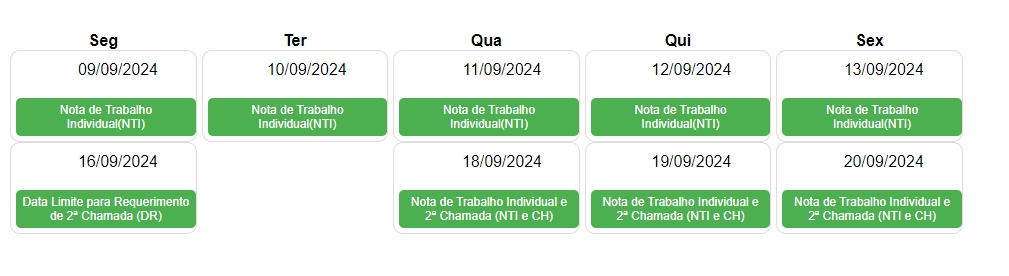 Seg Ter Qua Qui Sex
09/09/2024 10/09/2024 11/09/2024 12/09/2024 13/09/2024
Nota de Trabalho Nota de Trabalho Nota de Trabalho Nota de Trabalho Nota de Trabalho
Individual(NTI) Individual(NTI) Individual(NTI) Individual(NTI) Individual(NTI)
16/09/2024 18/09/2024 19/09/2024 20/09/2024
Data Limite para Requerimento Nota de Trabalho Individual e Nota de Trabalho Individual e Nota de Trabalho Individual e
de 2ª Chamada (DR) 2ª Chamada (NTI e CH) 2ª Chamada (NTI e CH) 2ª Chamada (NTI e CH)